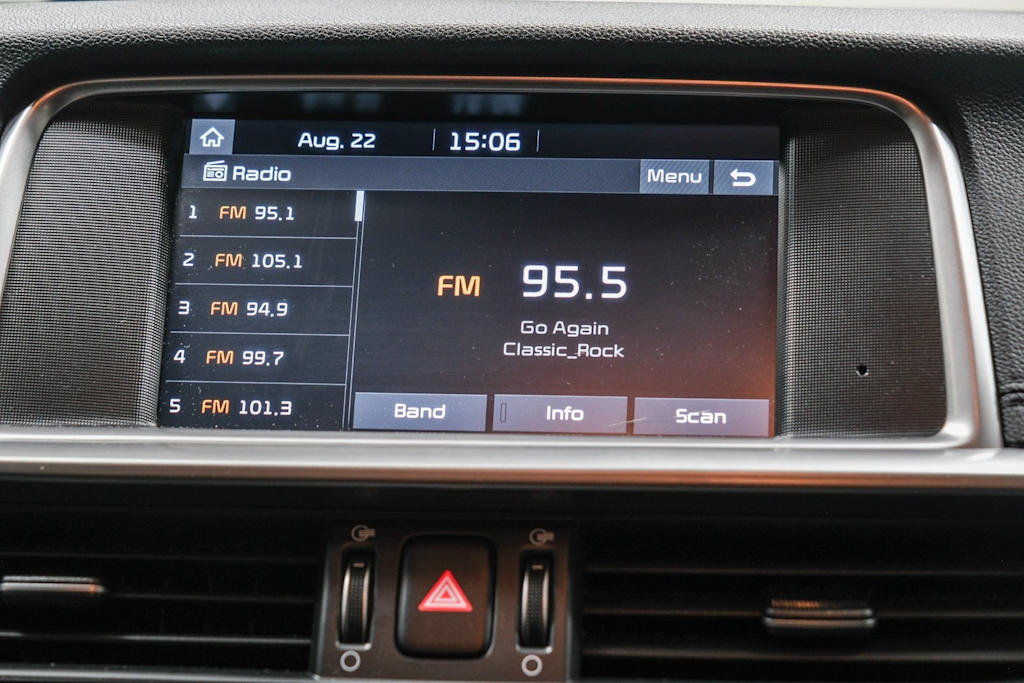 Aug. 22 15:06
Radio Menu
1 FM 95.1
2 FM 105.1
3 FM 94.9
4 FM 99.7
5 FM 101.3
FM 95.5
Go Again
Classic_Rock
Band Info Scan